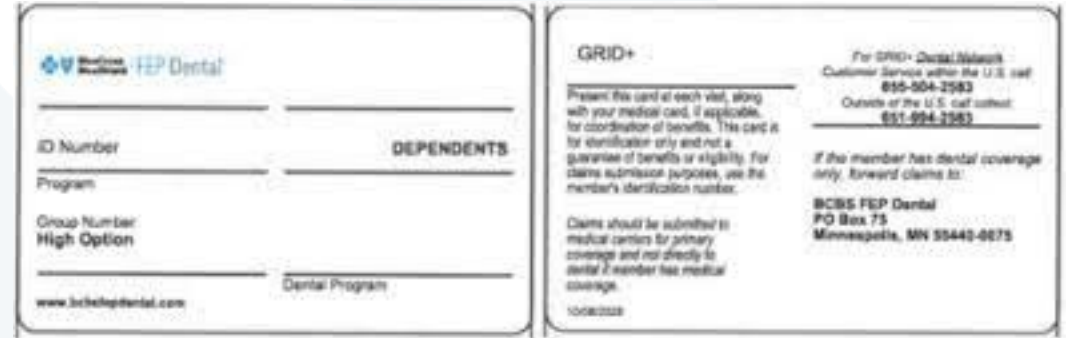 BlueCross
BlueShield FEP Dental
ID Number
DEPENDENTS
Program
Group Number
High Option
Dental Program
GRID+
Present this card at each visit, along
with your medical card, if applicable,
for coordination of benefits. This card is
for identification only and not a
guarantee of benefits or eligibility. For
claims submission purposes, use the
member's identification number.
Claims should be submitted to
medical carriers for primary
coverage and not directly to
dental if member has medical
coverage.
For GRID+ Dental Network
Customer Service within the U.S. call:
855-504-2583
Outside of the U.S. call collect:
651-994-2583
If the member has dental coverage
only, forward claims to:
BCBS FEP Dental
PO Box 75
Minneapolis, MN 55440-0075